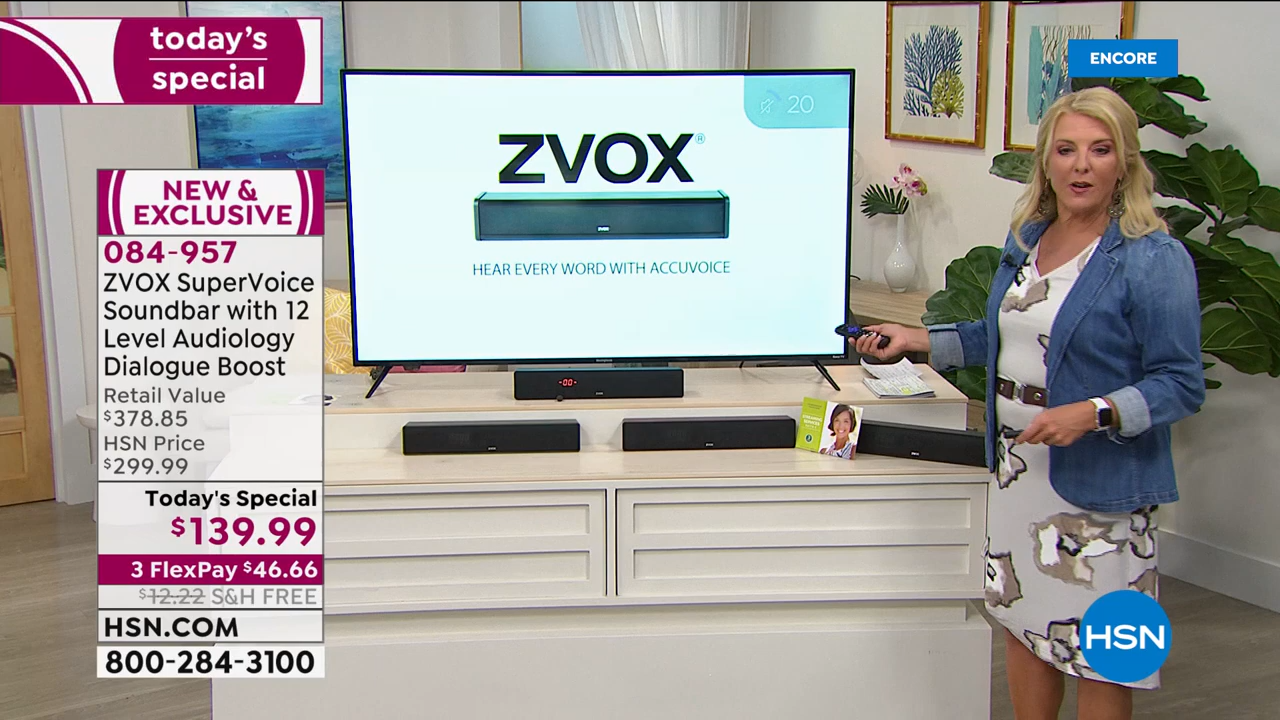 today's
special
ENCORE
20
ZVOX®
ZVOX
HEAR EVERY WORD WITH ACCUVOICE
NEW &
EXCLUSIVE
084-957
ZVOX SuperVoice
Soundbar with 12
Level Audiology
Dialogue Boost
Retail Value
$378.85
HSN Price
$299.99
Today's Special
$139.99
3 FlexPay $46.66
$12.22 S&H FREE
HSN.COM
800-284-3100
-00-
HSN